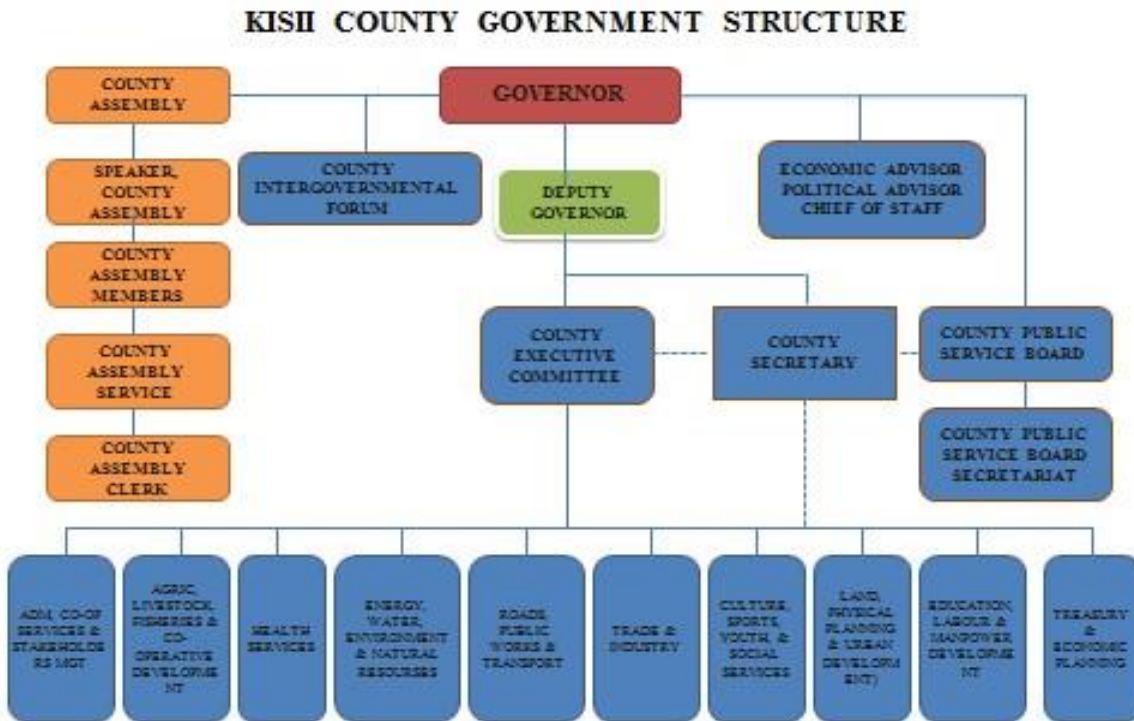 KISII COUNTY GOVERNMENT STRUCTURE
COUNTY
ASSEMBLY
GOVERNOR
SPEAKER,
COUNTY
ASSEMBLY
COUNTY
INTERGOVERNMENTAL
FORUM
DEPUTY
GOVERNOR
ECONOMIC ADVISOR
POLITICAL ADVISOR
CHIEF OF STAFF
COUNTY
ASSEMBLY
MEMBERS
COUNTY
EXECUTIVE
COMMITTEE
COUNTY
SECRETARY
COUNTY PUBLIC
SERVICE BOARD
COUNTY
ASSEMBLY
SERVICE
COUNTY PUBLIC
SERVICE BOARD
SECRETARIAT
COUNTY
ASSEMBLY
CLERK
ADM, CO-OP
SERVICES &
STAKEHOLDE
RS MGT
AGRIC,
LIVESTOCK,
FISHERIES &
CO-
OPERATIVE
DEVELOPME
NT
HEALTH
SERVICES
ENERGY,
WATER,
ENVIRONMENT
& NATURAL
RESOURSES
ROADS,
PUBLIC
WORKS &
TRANSPORT
TRADE &
INDUSTRY
CULTURE,
SPORTS,
YOUTH, &
SOCIAL
SERVICES
LAND,
PHYSICAL
PLANNING
& URBAN
DEVELOPM
ENT)
EDUCATION,
LABOUR &
MANPOWER
DEVELOPME
NT
TREASURY
&
ECONOMIC
PLANNING